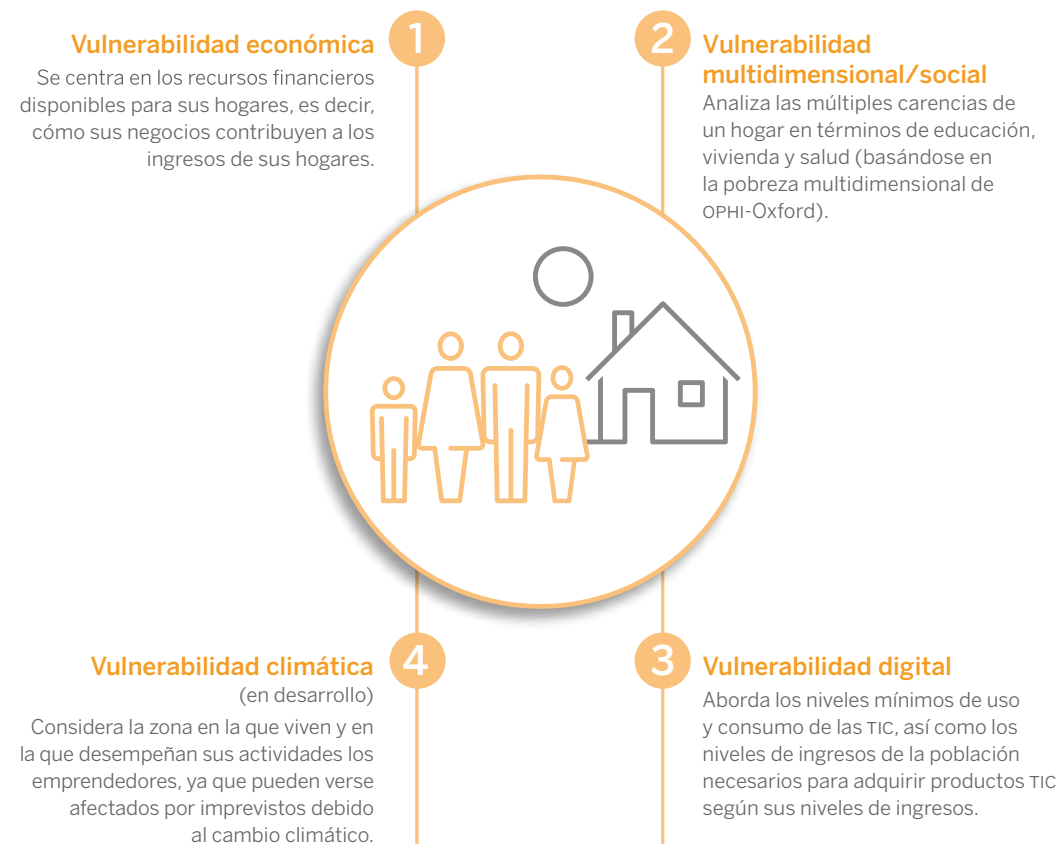 1
Vulnerabilidad económica
Se centra en los recursos financieros
disponibles para sus hogares, es decir,
cómo sus negocios contribuyen a los
ingresos de sus hogares.
2
Vulnerabilidad
multidimensional/social
Analiza las múltiples carencias de
un hogar en términos de educación,
vivienda y salud (basándose en
la pobreza multidimensional de
OPHI-Oxford).
3
Vulnerabilidad digital
Aborda los niveles mínimos de uso
y consumo de las TIC, así como los
niveles de ingresos de la población
necesarios para adquirir productos TIC
según sus niveles de ingresos.
4
Vulnerabilidad climática
(en desarrollo)
Considera la zona en la que viven y en
la que desempeñan sus actividades los
emprendedores, ya que pueden verse
afectados por imprevistos debido
al cambio climático.